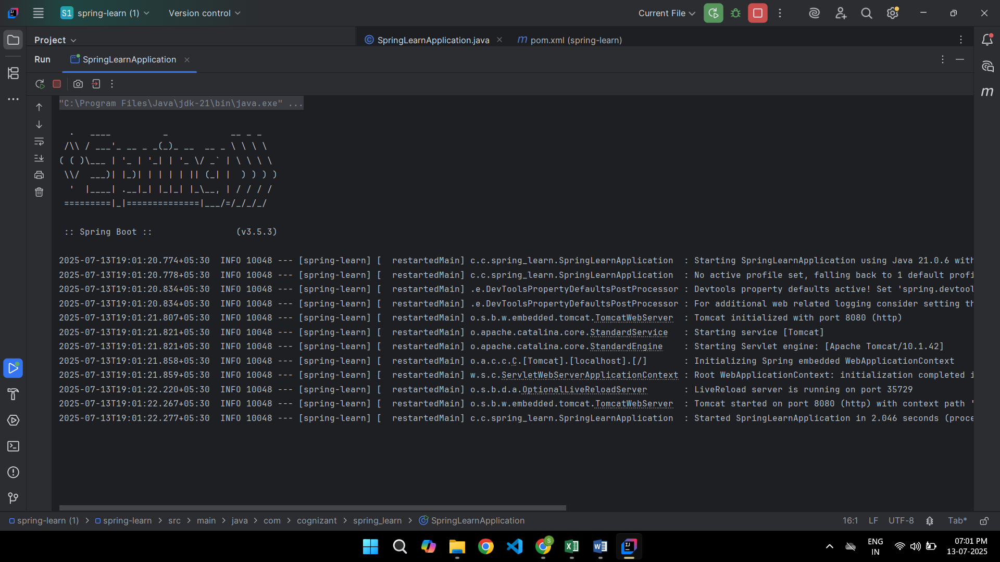 S1 spring-learn (1) Version control Current File
Project SpringLearnApplication.java m pom.xml (spring-learn)
Run SpringLearnApplication
"C:\Program Files\Java\jdk-21\bin\java.exe" ...
  .   ____          _            __ _ _
 /\\ / ___'_ __ _ _(_)_ __  __ _ \ \ \ \
( ( )\___ | '_ | '_| | '_ \/ _` | \ \ \ \
 \\/  ___)| |_)| | | | | || (_| |  ) ) ) )
  '  |____| .__|_| |_|_| |_\__, | / / / /
 =========|_|==============|___/=/_/_/_/
 :: Spring Boot ::                (v3.5.3)
2025-07-13T19:01:20.774+05:30  INFO 10048 --- [spring-learn] [  restartedMain] c.c.spring_learn.SpringLearnApplication  : Starting SpringLearnApplication using Java 21.0.6 with
2025-07-13T19:01:20.778+05:30  INFO 10048 --- [spring-learn] [  restartedMain] c.c.spring_learn.SpringLearnApplication  : No active profile set, falling back to 1 default profi
2025-07-13T19:01:20.834+05:30  INFO 10048 --- [spring-learn] [  restartedMain] .e.DevToolsPropertyDefaultsPostProcessor : Devtools property defaults active! Set 'spring.devtool
2025-07-13T19:01:20.834+05:30  INFO 10048 --- [spring-learn] [  restartedMain] .e.DevToolsPropertyDefaultsPostProcessor : For additional web related logging consider setting th
2025-07-13T19:01:21.807+05:30  INFO 10048 --- [spring-learn] [  restartedMain] o.s.b.w.embedded.tomcat.TomcatWebServer  : Tomcat initialized with port 8080 (http)
2025-07-13T19:01:21.821+05:30  INFO 10048 --- [spring-learn] [  restartedMain] o.apache.catalina.core.StandardService   : Starting service [Tomcat]
2025-07-13T19:01:21.821+05:30  INFO 10048 --- [spring-learn] [  restartedMain] o.apache.catalina.core.StandardEngine    : Starting Servlet engine: [Apache Tomcat/10.1.42]
2025-07-13T19:01:21.858+05:30  INFO 10048 --- [spring-learn] [  restartedMain] o.a.c.c.C.[Tomcat].[localhost].[/]       : Initializing Spring embedded WebApplicationContext
2025-07-13T19:01:21.859+05:30  INFO 10048 --- [spring-learn] [  restartedMain] w.s.c.ServletWebServerApplicationContext : Root WebApplicationContext: initialization completed i
2025-07-13T19:01:22.220+05:30  INFO 10048 --- [spring-learn] [  restartedMain] o.s.b.d.a.OptionalLiveReloadServer       : LiveReload server is running on port 35729
2025-07-13T19:01:22.267+05:30  INFO 10048 --- [spring-learn] [  restartedMain] o.s.b.w.embedded.tomcat.TomcatWebServer  : Tomcat started on port 8080 (http) with context path '
2025-07-13T19:01:22.277+05:30  INFO 10048 --- [spring-learn] [  restartedMain] c.c.spring_learn.SpringLearnApplication  : Started SpringLearnApplication in 2.046 seconds (proce
spring-learn (1) > spring-learn > src > main > java > com > cognizant > spring_learn > SpringLearnApplication 16:1 LF UTF-8 Tab*
ENG 07:01 PM
IN 13-07-2025